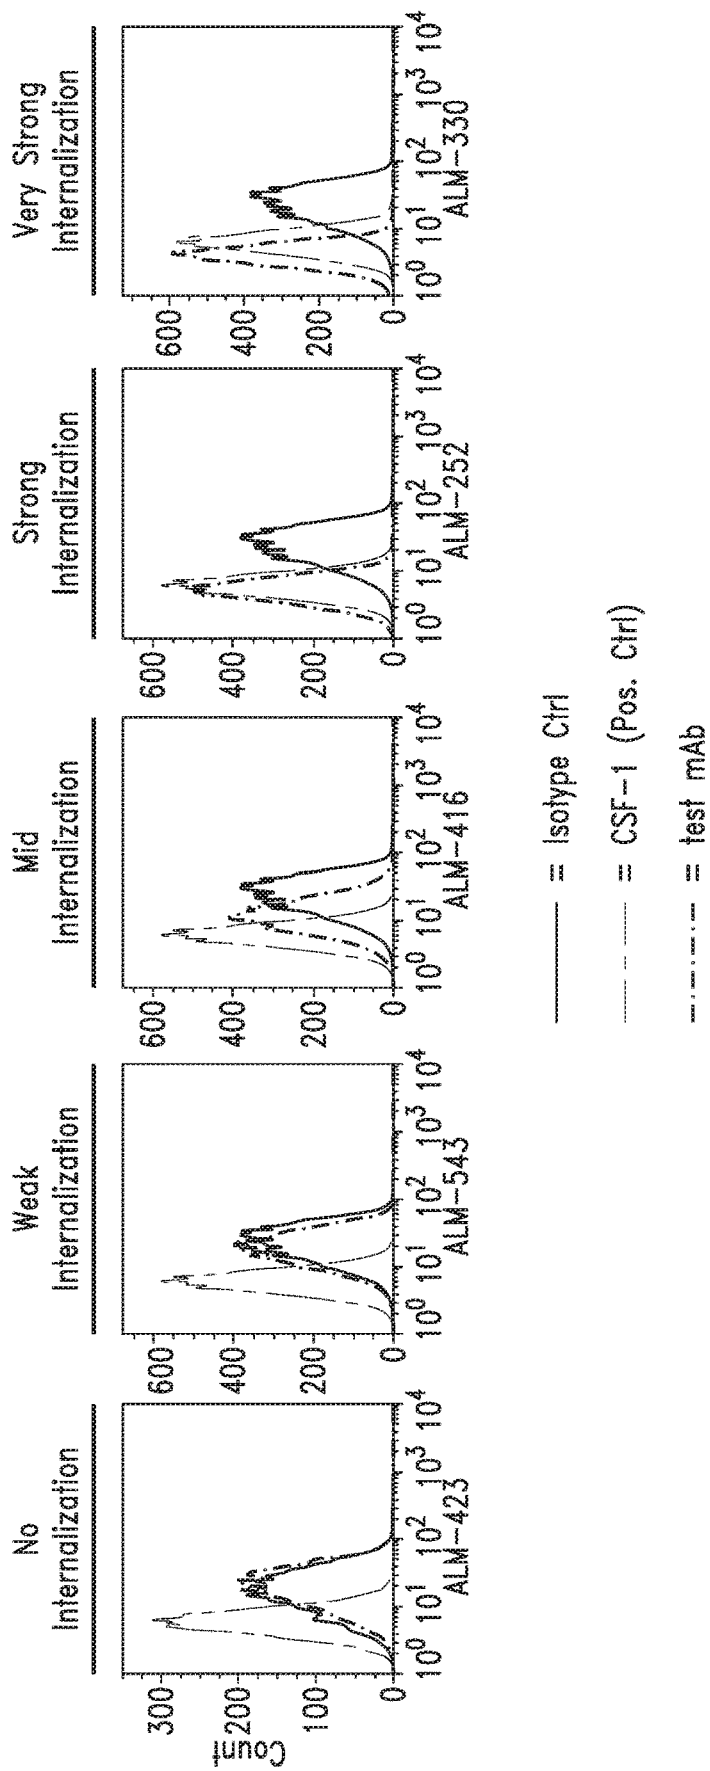 No
Internalization
Count
300
200
100
0
10⁰ 10¹ 10² 10³ 10⁴
ALM-423
Weak
Internalization
600
400
200
0
10⁰ 10¹ 10² 10³ 10⁴
ALM-543
Mid
Internalization
600
400
200
0
10⁰ 10¹ 10² 10³ 10⁴
ALM-416
Strong
Internalization
600
400
200
0
10⁰ 10¹ 10² 10³ 10⁴
ALM-252
Very Strong
Internalization
600
400
200
0
10⁰ 10¹ 10² 10³ 10⁴
ALM-330
= Isotype Ctrl
= CSF-1 (Pos. Ctrl)
= test mAb